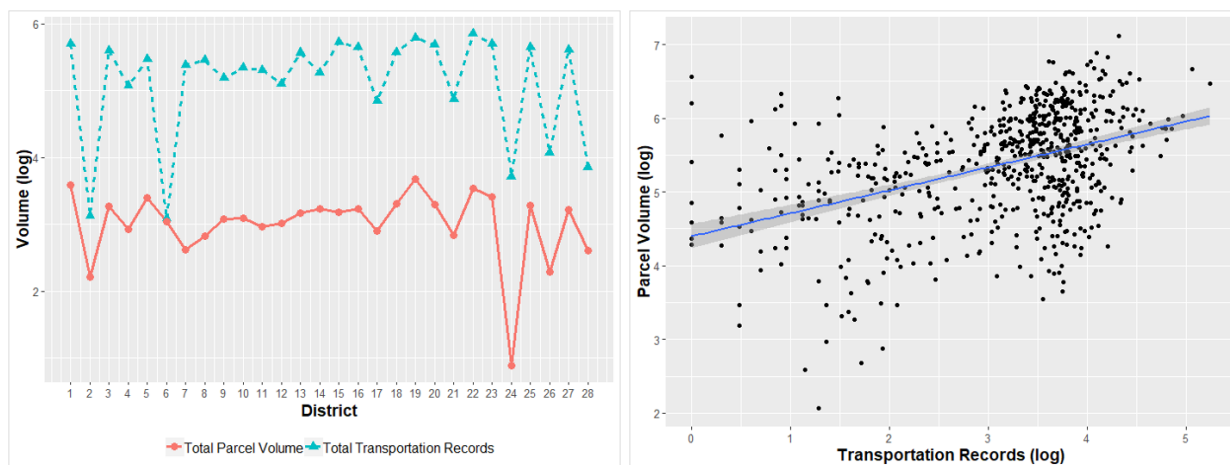 Volume (log)
6
4
2
1 2 3 4 5 6 7 8 9 10 11 12 13 14 15 16 17 18 19 20 21 22 23 24 25 26 27 28
District
Total Parcel Volume Total Transportation Records
Parcel Volume (log)
7
6
5
4
3
2
0 1 2 3 4 5
Transportation Records (log)